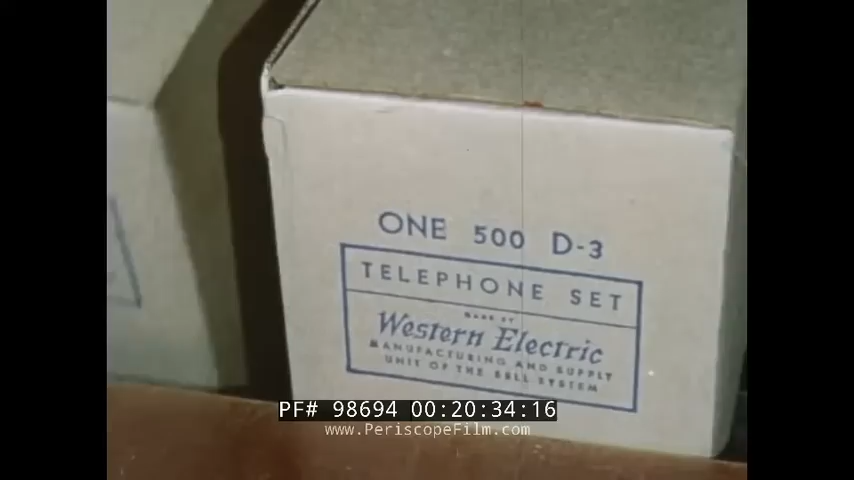 ONE 500 D-3
TELEPHONE SET
MADE BY
Western Electric
MANUFACTURING AND SUPPLY
UNIT OF THE BELL SYSTEM
PF# 98694 00:20:34:16
www.PeriscopeFilm.com